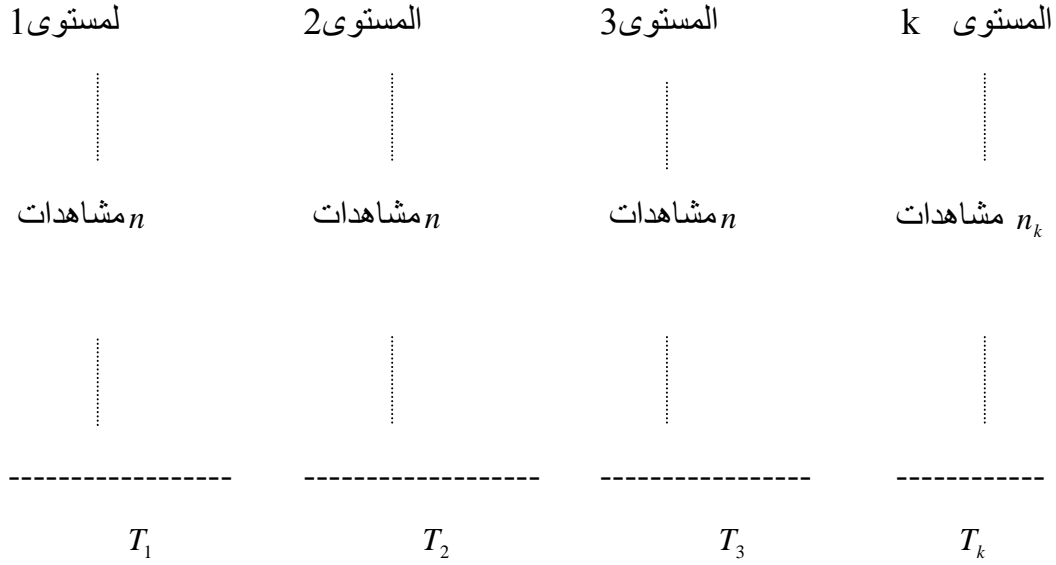 لمستوى1 المستوى2 المستوى3 المستوى k
n مشاهدات n مشاهدات n مشاهدات n_k مشاهدات
------------------ ------------------- ----------------- ------------
T_1 T_2 T_3 T_k